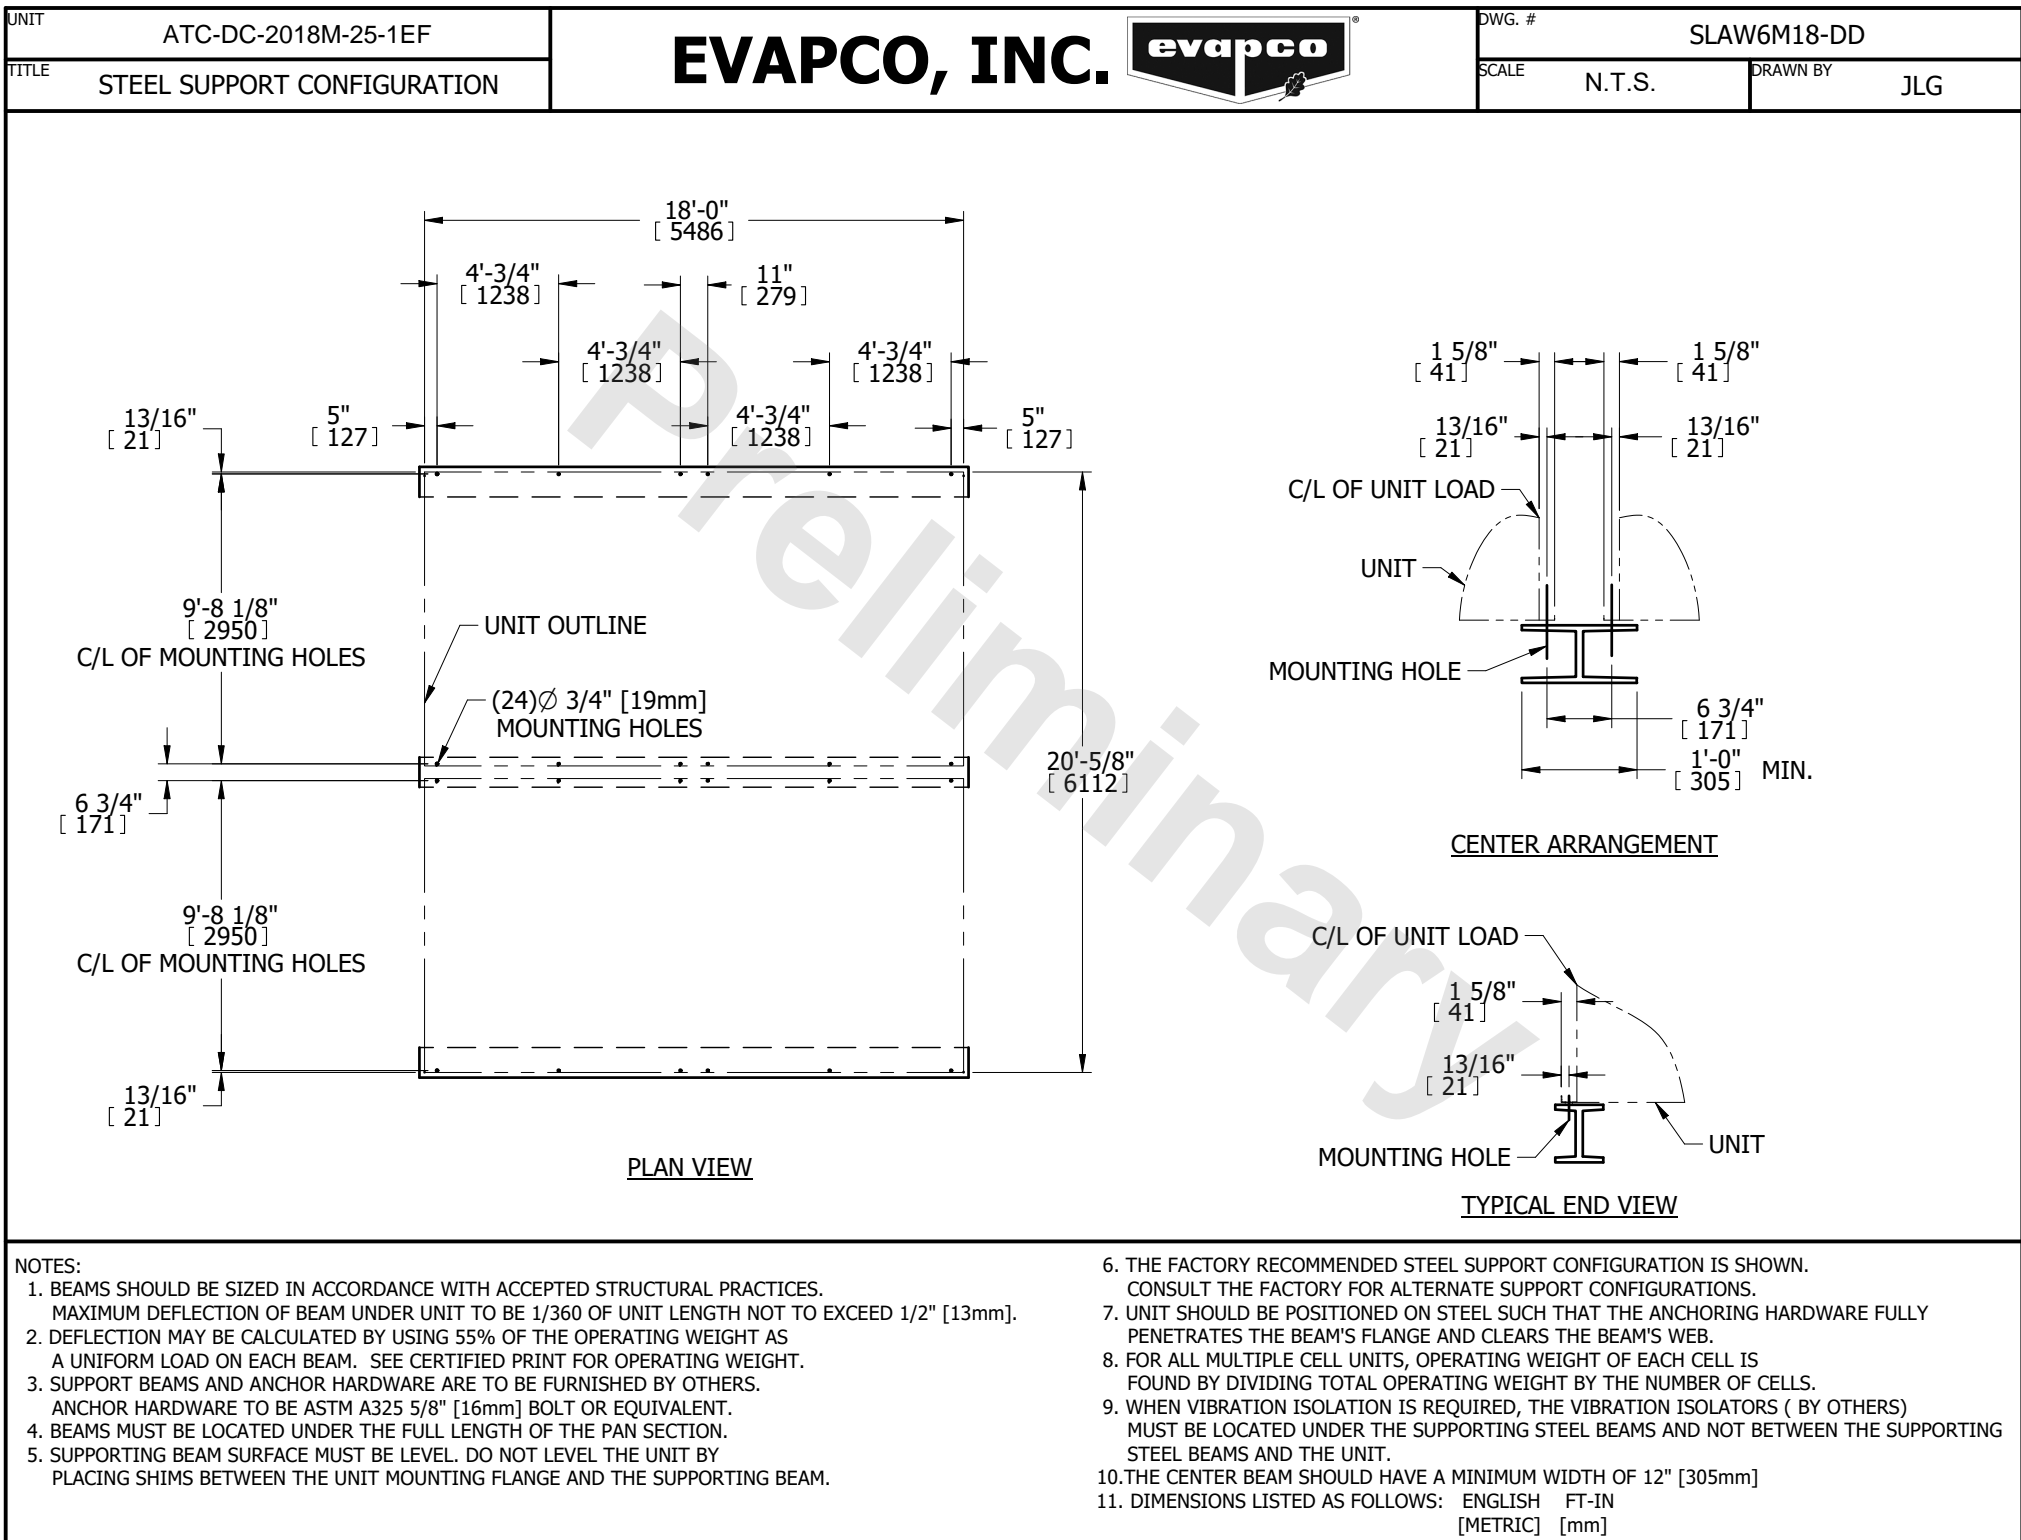 UNIT
ATC-DC-2018M-25-1EF
TITLE
STEEL SUPPORT CONFIGURATION
EVAPCO, INC.
evapco
®
DWG. #
SLAW6M18-DD
SCALE
N.T.S.
DRAWN BY
JLG
18'-0"
[ 5486 ]
4'-3/4"
[ 1238 ]
11"
[ 279 ]
4'-3/4"
[ 1238 ]
4'-3/4"
[ 1238 ]
13/16"
[ 21 ]
5"
[ 127 ]
4'-3/4"
[ 1238 ]
5"
[ 127 ]
9'-8 1/8"
[ 2950 ]
C/L OF MOUNTING HOLES
UNIT OUTLINE
(24)∅ 3/4" [19mm]
MOUNTING HOLES
6 3/4"
[ 171 ]
20'-5/8"
[ 6112 ]
9'-8 1/8"
[ 2950 ]
C/L OF MOUNTING HOLES
13/16"
[ 21 ]
PLAN VIEW
Preliminary
1 5/8"
[ 41 ]
1 5/8"
[ 41 ]
13/16"
[ 21 ]
13/16"
[ 21 ]
C/L OF UNIT LOAD
UNIT
MOUNTING HOLE
6 3/4"
[ 171 ]
1'-0"
[ 305 ]
MIN.
CENTER ARRANGEMENT
C/L OF UNIT LOAD
1 5/8"
[ 41 ]
13/16"
[ 21 ]
MOUNTING HOLE
UNIT
TYPICAL END VIEW
NOTES:
1. BEAMS SHOULD BE SIZED IN ACCORDANCE WITH ACCEPTED STRUCTURAL PRACTICES.
MAXIMUM DEFLECTION OF BEAM UNDER UNIT TO BE 1/360 OF UNIT LENGTH NOT TO EXCEED 1/2" [13mm].
2. DEFLECTION MAY BE CALCULATED BY USING 55% OF THE OPERATING WEIGHT AS
A UNIFORM LOAD ON EACH BEAM. SEE CERTIFIED PRINT FOR OPERATING WEIGHT.
3. SUPPORT BEAMS AND ANCHOR HARDWARE ARE TO BE FURNISHED BY OTHERS.
ANCHOR HARDWARE TO BE ASTM A325 5/8" [16mm] BOLT OR EQUIVALENT.
4. BEAMS MUST BE LOCATED UNDER THE FULL LENGTH OF THE PAN SECTION.
5. SUPPORTING BEAM SURFACE MUST BE LEVEL. DO NOT LEVEL THE UNIT BY
PLACING SHIMS BETWEEN THE UNIT MOUNTING FLANGE AND THE SUPPORTING BEAM.
6. THE FACTORY RECOMMENDED STEEL SUPPORT CONFIGURATION IS SHOWN.
CONSULT THE FACTORY FOR ALTERNATE SUPPORT CONFIGURATIONS.
7. UNIT SHOULD BE POSITIONED ON STEEL SUCH THAT THE ANCHORING HARDWARE FULLY
PENETRATES THE BEAM'S FLANGE AND CLEARS THE BEAM'S WEB.
8. FOR ALL MULTIPLE CELL UNITS, OPERATING WEIGHT OF EACH CELL IS
FOUND BY DIVIDING TOTAL OPERATING WEIGHT BY THE NUMBER OF CELLS.
9. WHEN VIBRATION ISOLATION IS REQUIRED, THE VIBRATION ISOLATORS ( BY OTHERS)
MUST BE LOCATED UNDER THE SUPPORTING STEEL BEAMS AND NOT BETWEEN THE SUPPORTING
STEEL BEAMS AND THE UNIT.
10.THE CENTER BEAM SHOULD HAVE A MINIMUM WIDTH OF 12" [305mm]
11. DIMENSIONS LISTED AS FOLLOWS: ENGLISH FT-IN
[METRIC] [mm]